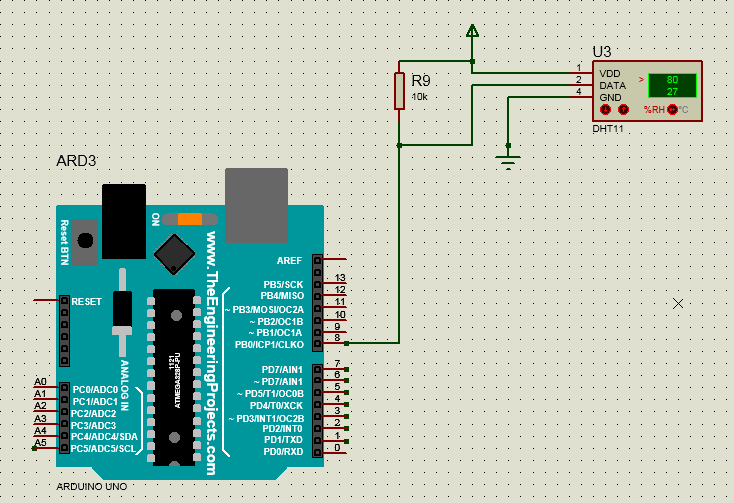 U3
1 VDD
2 DATA
4 GND
> 80
27
%RH °C
DHT11
R9
10k
ARD3
ARDUINO UNO
Reset BTN
ON
www.TheEngineeringProjects.com
1121
ATMEGA328P-PU
ANALOG IN
RESET
A0 PC0/ADC0
A1 PC1/ADC1
A2 PC2/ADC2
A3 PC3/ADC3
A4 PC4/ADC4/SDA
A5 PC5/ADC5/SCL
AREF
PB5/SCK 13
PB4/MISO 12
~ PB3/MOSI/OC2A 11
~ PB2/OC1B 10
~ PB1/OC1A 9
PB0/ICP1/CLKO 8
PD7/AIN1 7
~ PD7/AIN1 6
~ PD5/T1/OC0B 5
PD4/T0/XCK 4
~ PD3/INT1/OC2B 3
PD2/INT0 2
PD1/TXD 1
PD0/RXD 0